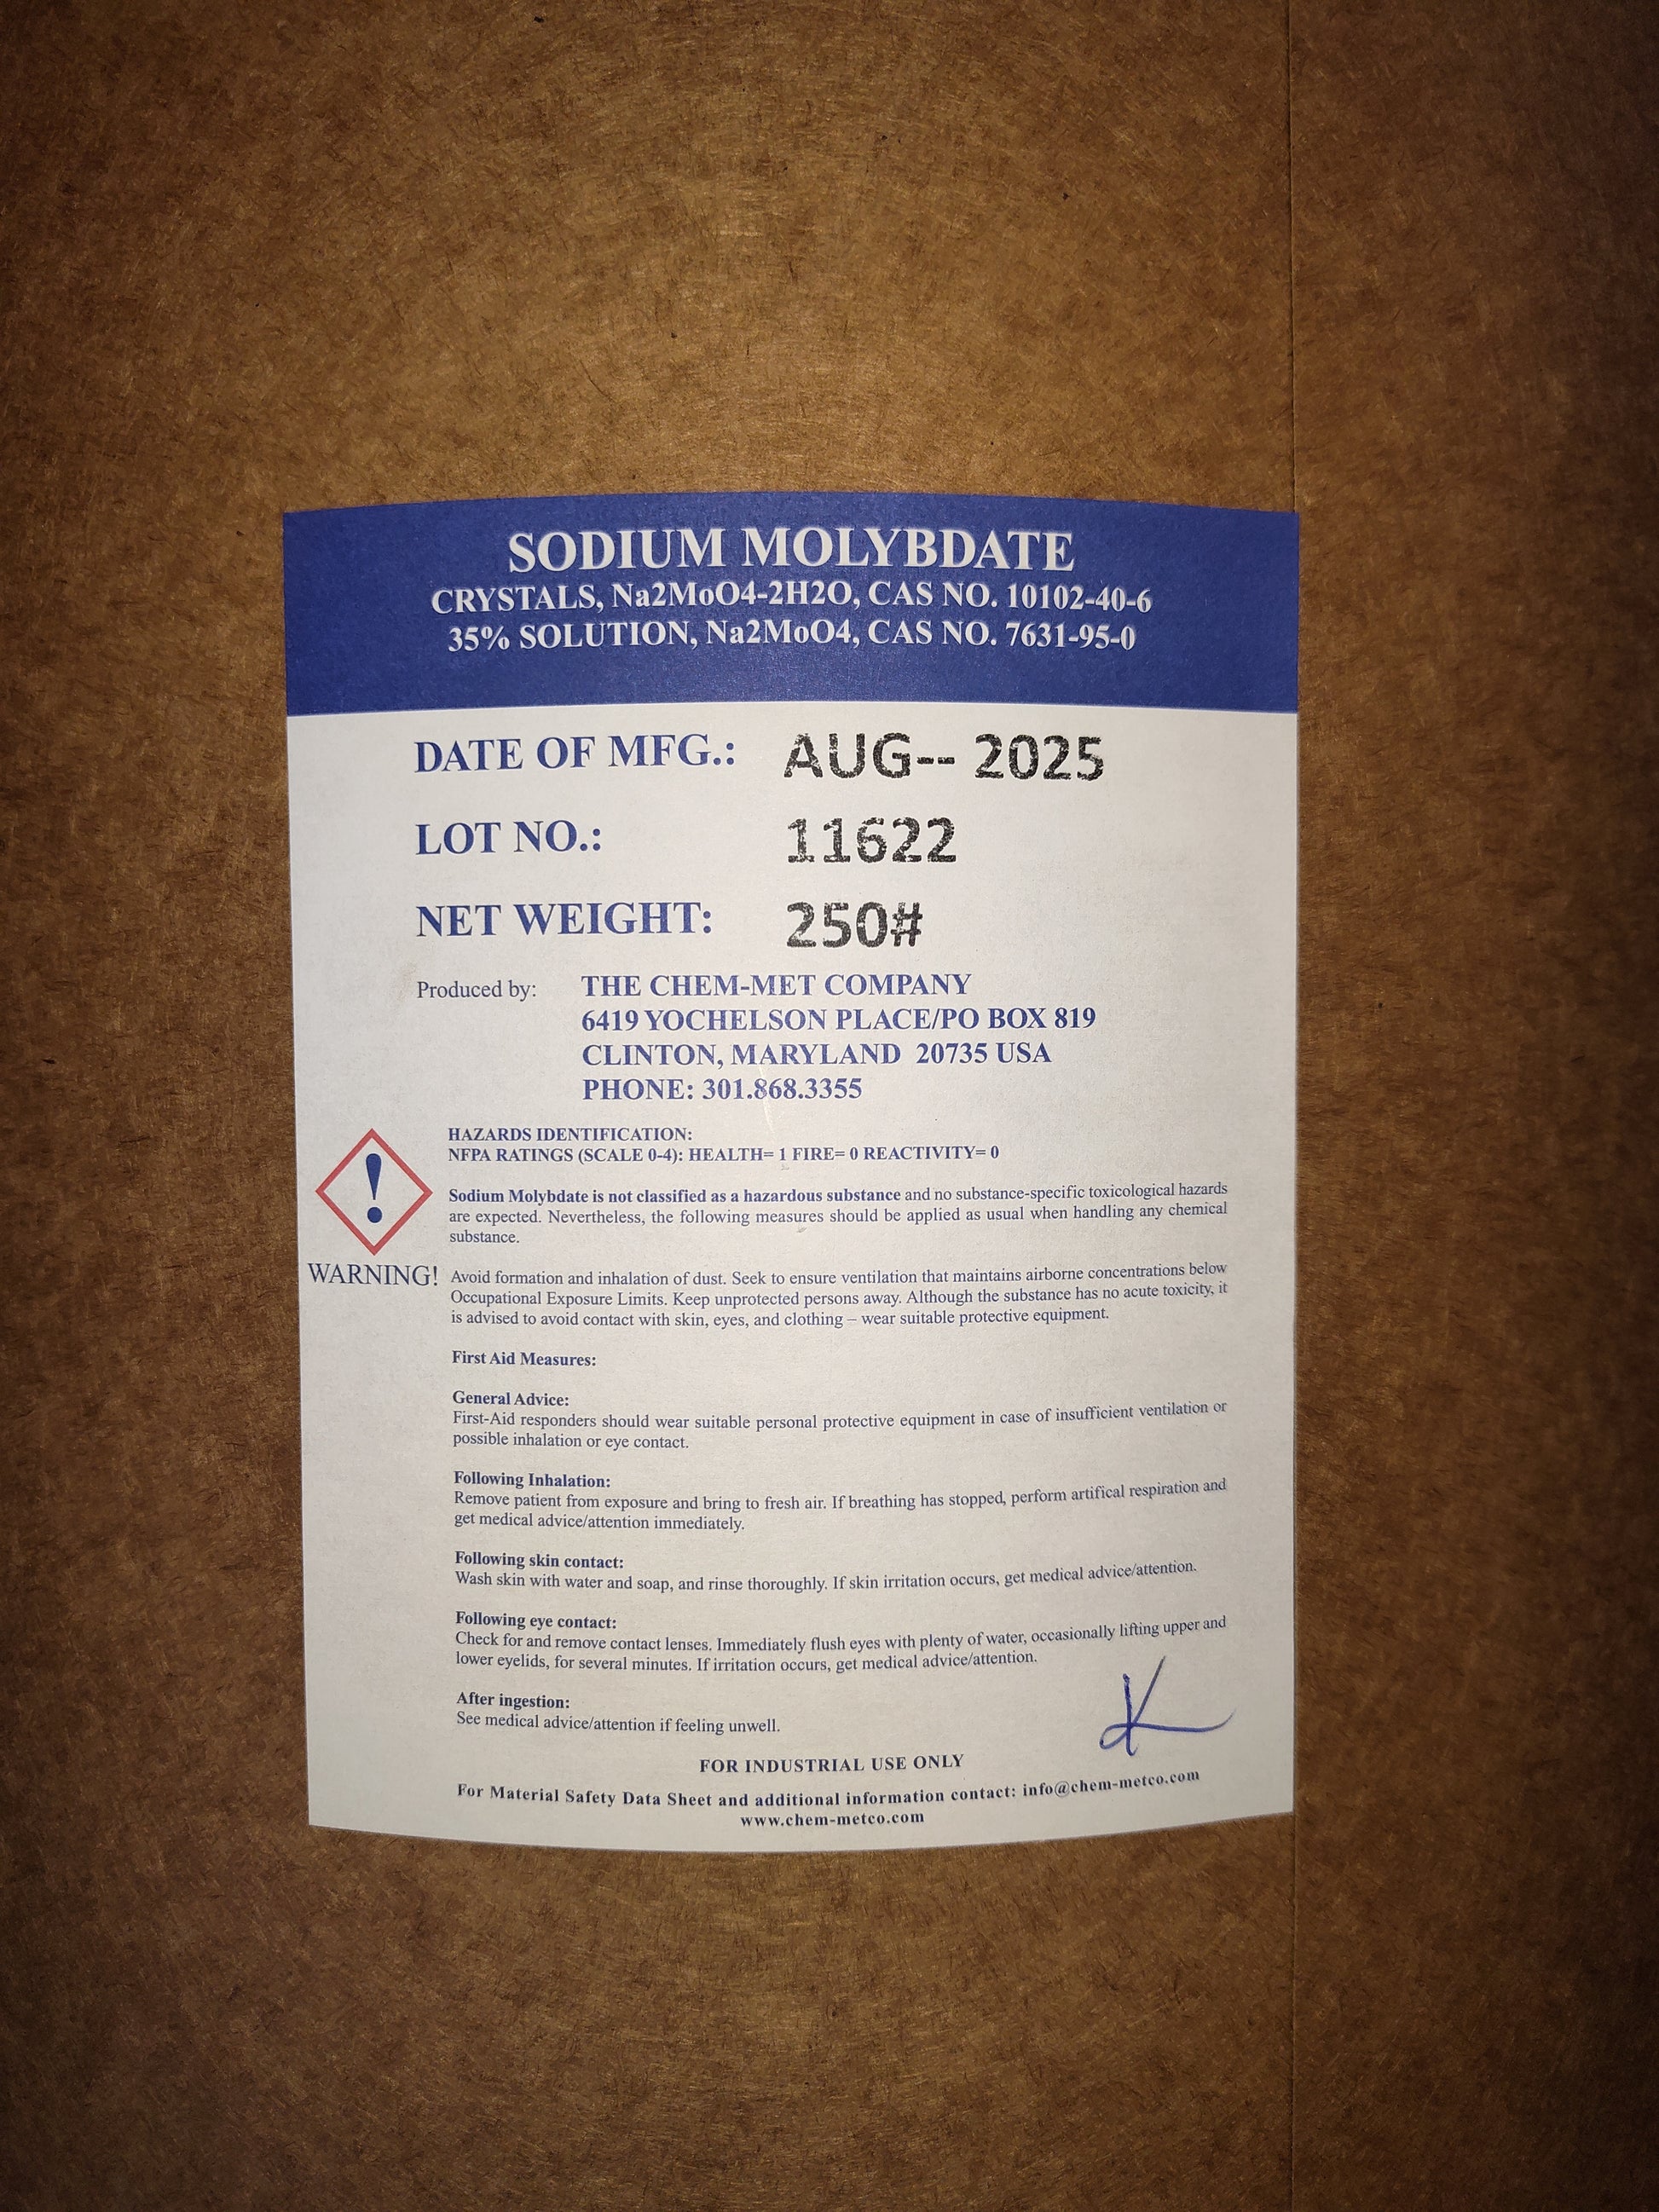 SODIUM MOLYBDATE
CRYSTALS, Na2MoO4-2H2O, CAS NO. 10102-40-6
35% SOLUTION, Na2MoO4, CAS NO. 7631-95-0
DATE OF MFG.: AUG-- 2025
LOT NO.: 11622
NET WEIGHT: 250#
Produced by: THE CHEM-MET COMPANY
6419 YOCHELSON PLACE/PO BOX 819
CLINTON, MARYLAND 20735 USA
PHONE: 301.868.3355
HAZARDS IDENTIFICATION:
NFPA RATINGS (SCALE 0-4): HEALTH= 1 FIRE= 0 REACTIVITY= 0
Sodium Molybdate is not classified as a hazardous substance and no substance-specific toxicological hazards
are expected. Nevertheless, the following measures should be applied as usual when handling any chemical
substance.
WARNING!
Avoid formation and inhalation of dust. Seek to ensure ventilation that maintains airborne concentrations below
Occupational Exposure Limits. Keep unprotected persons away. Although the substance has no acute toxicity, it
is advised to avoid contact with skin, eyes, and clothing – wear suitable protective equipment.
First Aid Measures:
General Advice:
First-Aid responders should wear suitable personal protective equipment in case of insufficient ventilation or
possible inhalation or eye contact.
Following Inhalation:
Remove patient from exposure and bring to fresh air. If breathing has stopped, perform artifical respiration and
get medical advice/attention immediately.
Following skin contact:
Wash skin with water and soap, and rinse thoroughly. If skin irritation occurs, get medical advice/attention.
Following eye contact:
Check for and remove contact lenses. Immediately flush eyes with plenty of water, occasionally lifting upper and
lower eyelids, for several minutes. If irritation occurs, get medical advice/attention.
After ingestion:
See medical advice/attention if feeling unwell.
K
FOR INDUSTRIAL USE ONLY
For Material Safety Data Sheet and additional information contact: info@chem-metco.com
www.chem-metco.com